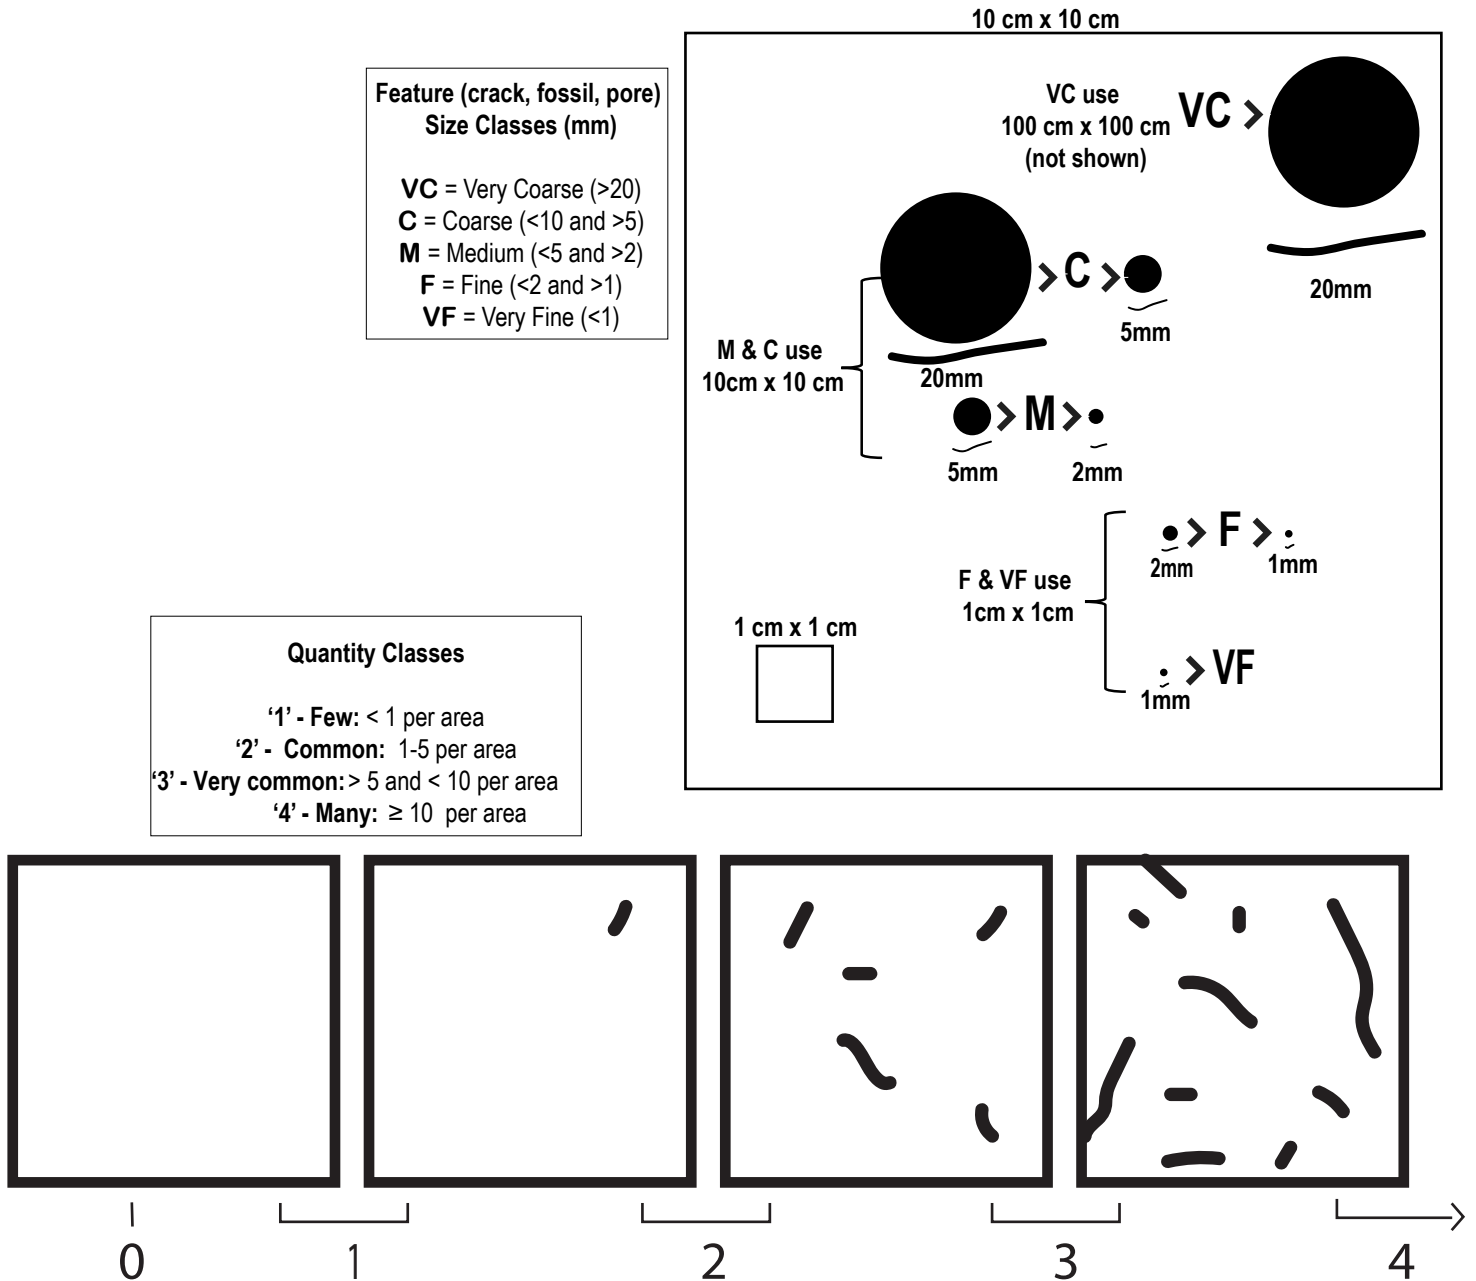 10 cm x 10 cm
Feature (crack, fossil, pore)
Size Classes (mm)
VC = Very Coarse (>20)
C = Coarse (<10 and >5)
M = Medium (<5 and >2)
F = Fine (<2 and >1)
VF = Very Fine (<1)
VC use
100 cm x 100 cm
(not shown)
VC >
20mm
> C >
5mm
20mm
M & C use
10cm x 10 cm
> M >
5mm
2mm
> F >
2mm
1mm
F & VF use
1cm x 1cm
> VF
1mm
1 cm x 1 cm
Quantity Classes
‘1’ - Few: < 1 per area
‘2’ - Common: 1-5 per area
‘3’ - Very common: > 5 and < 10 per area
‘4’ - Many: ≥ 10 per area
0 1 2 3 4